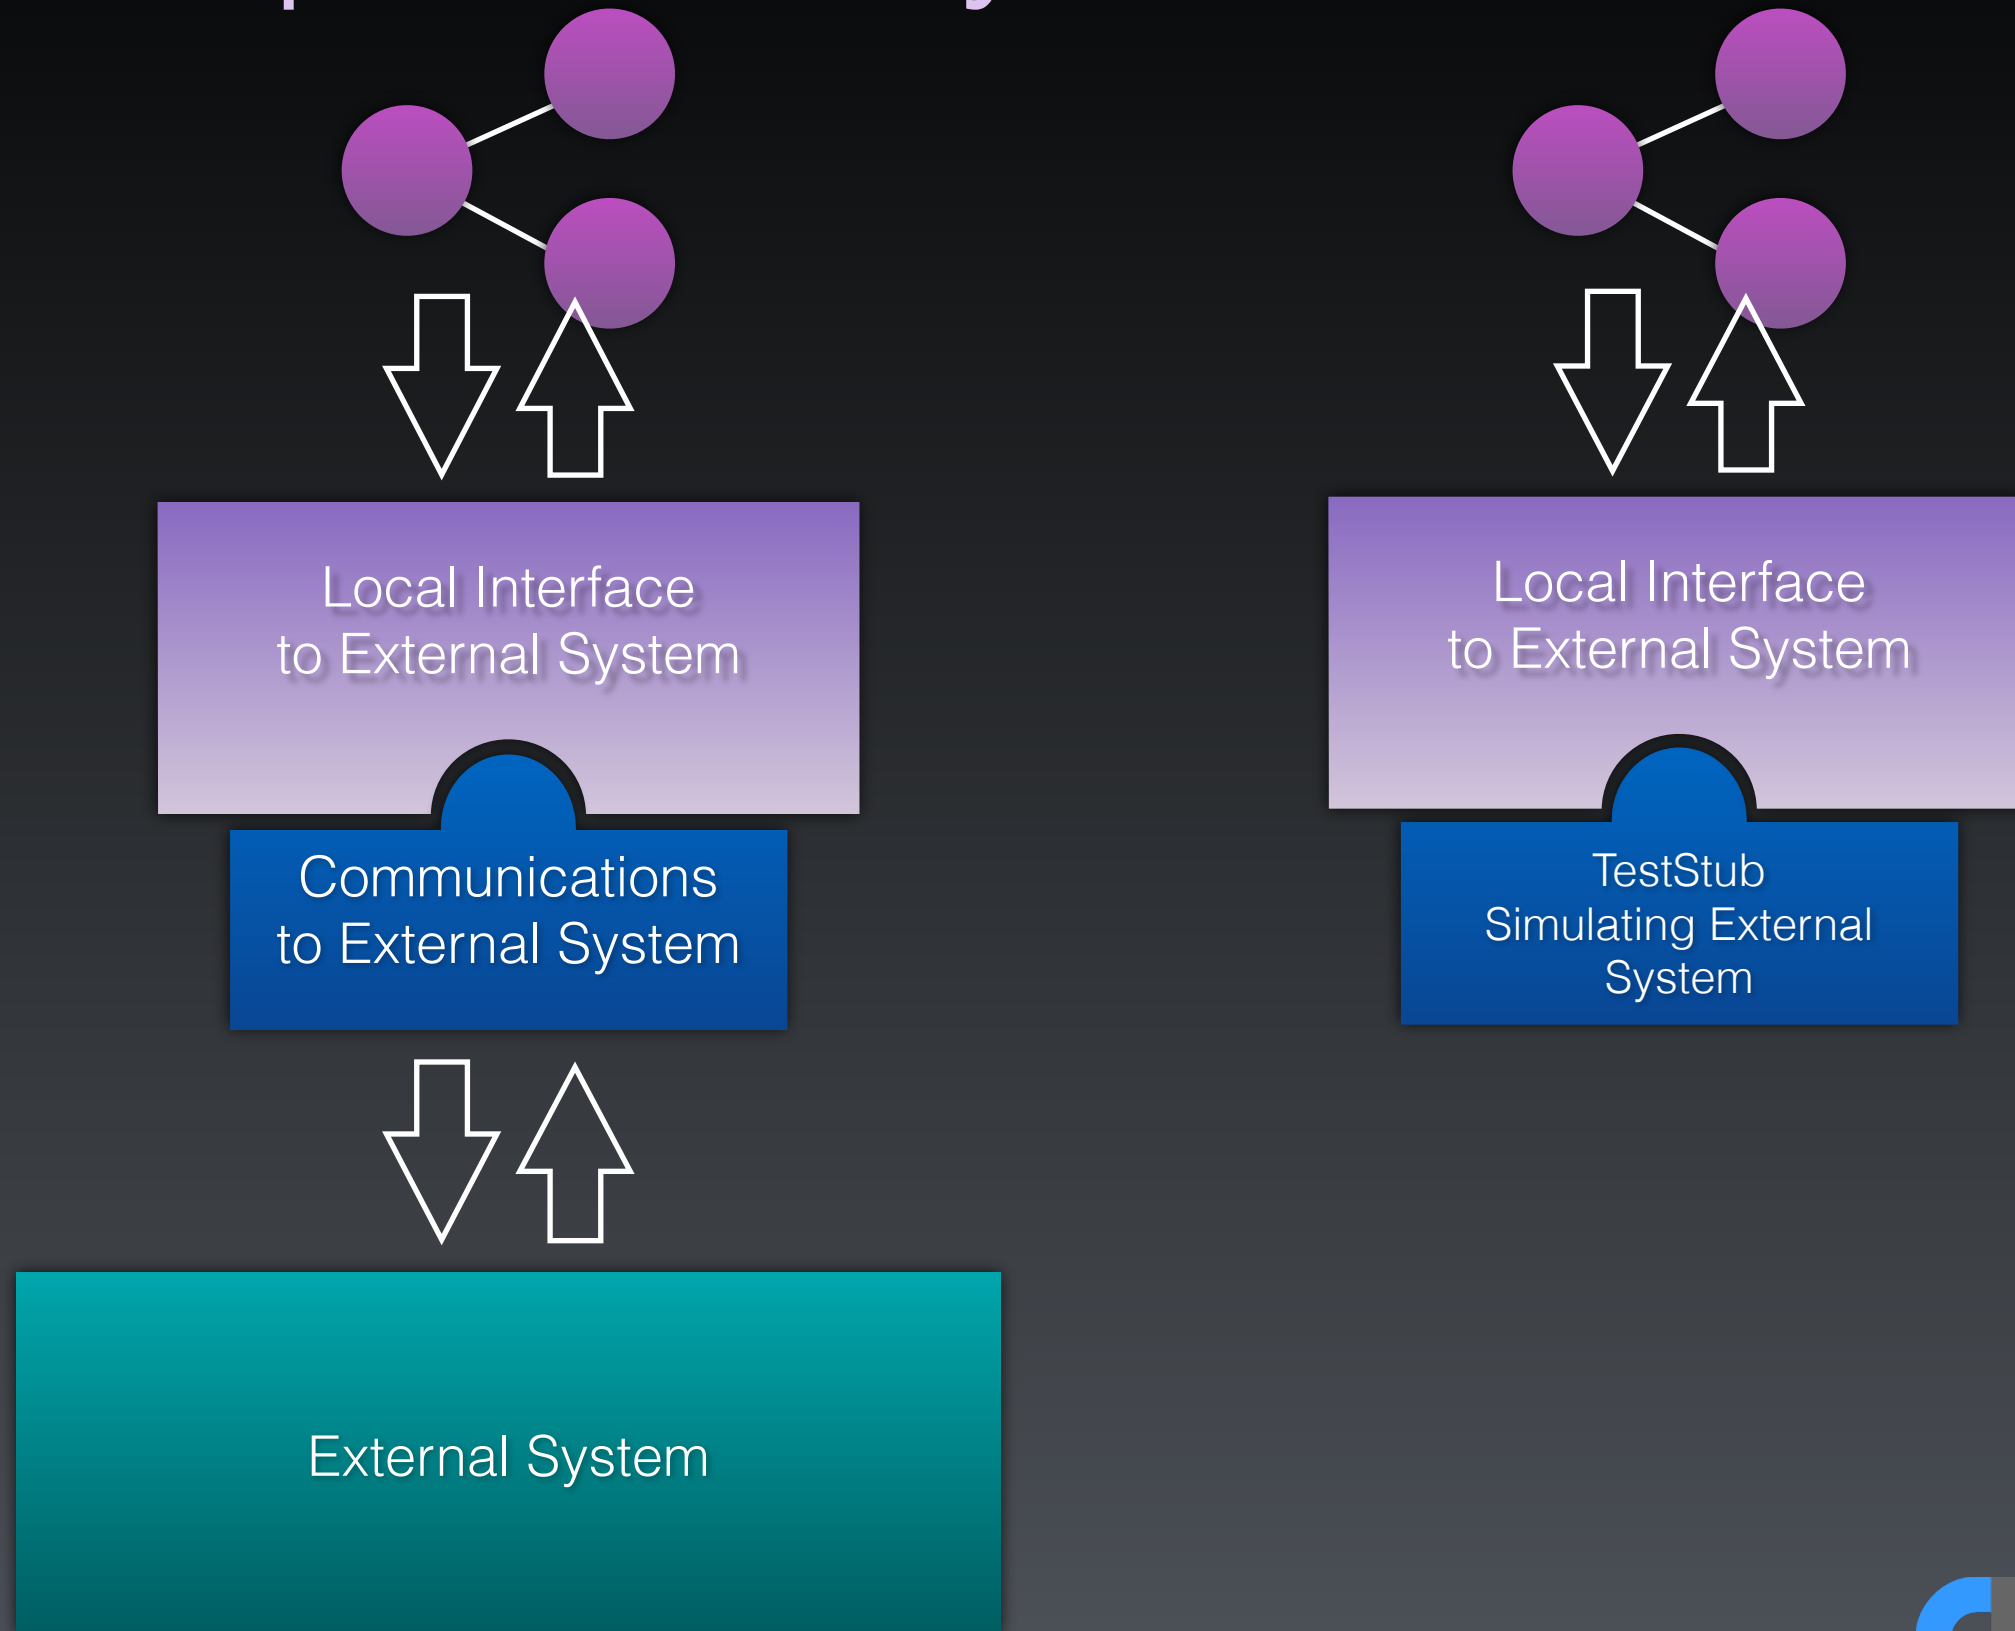 Local Interface
to External System
Communications
to External System
External System
Local Interface
to External System
TestStub
Simulating External
System